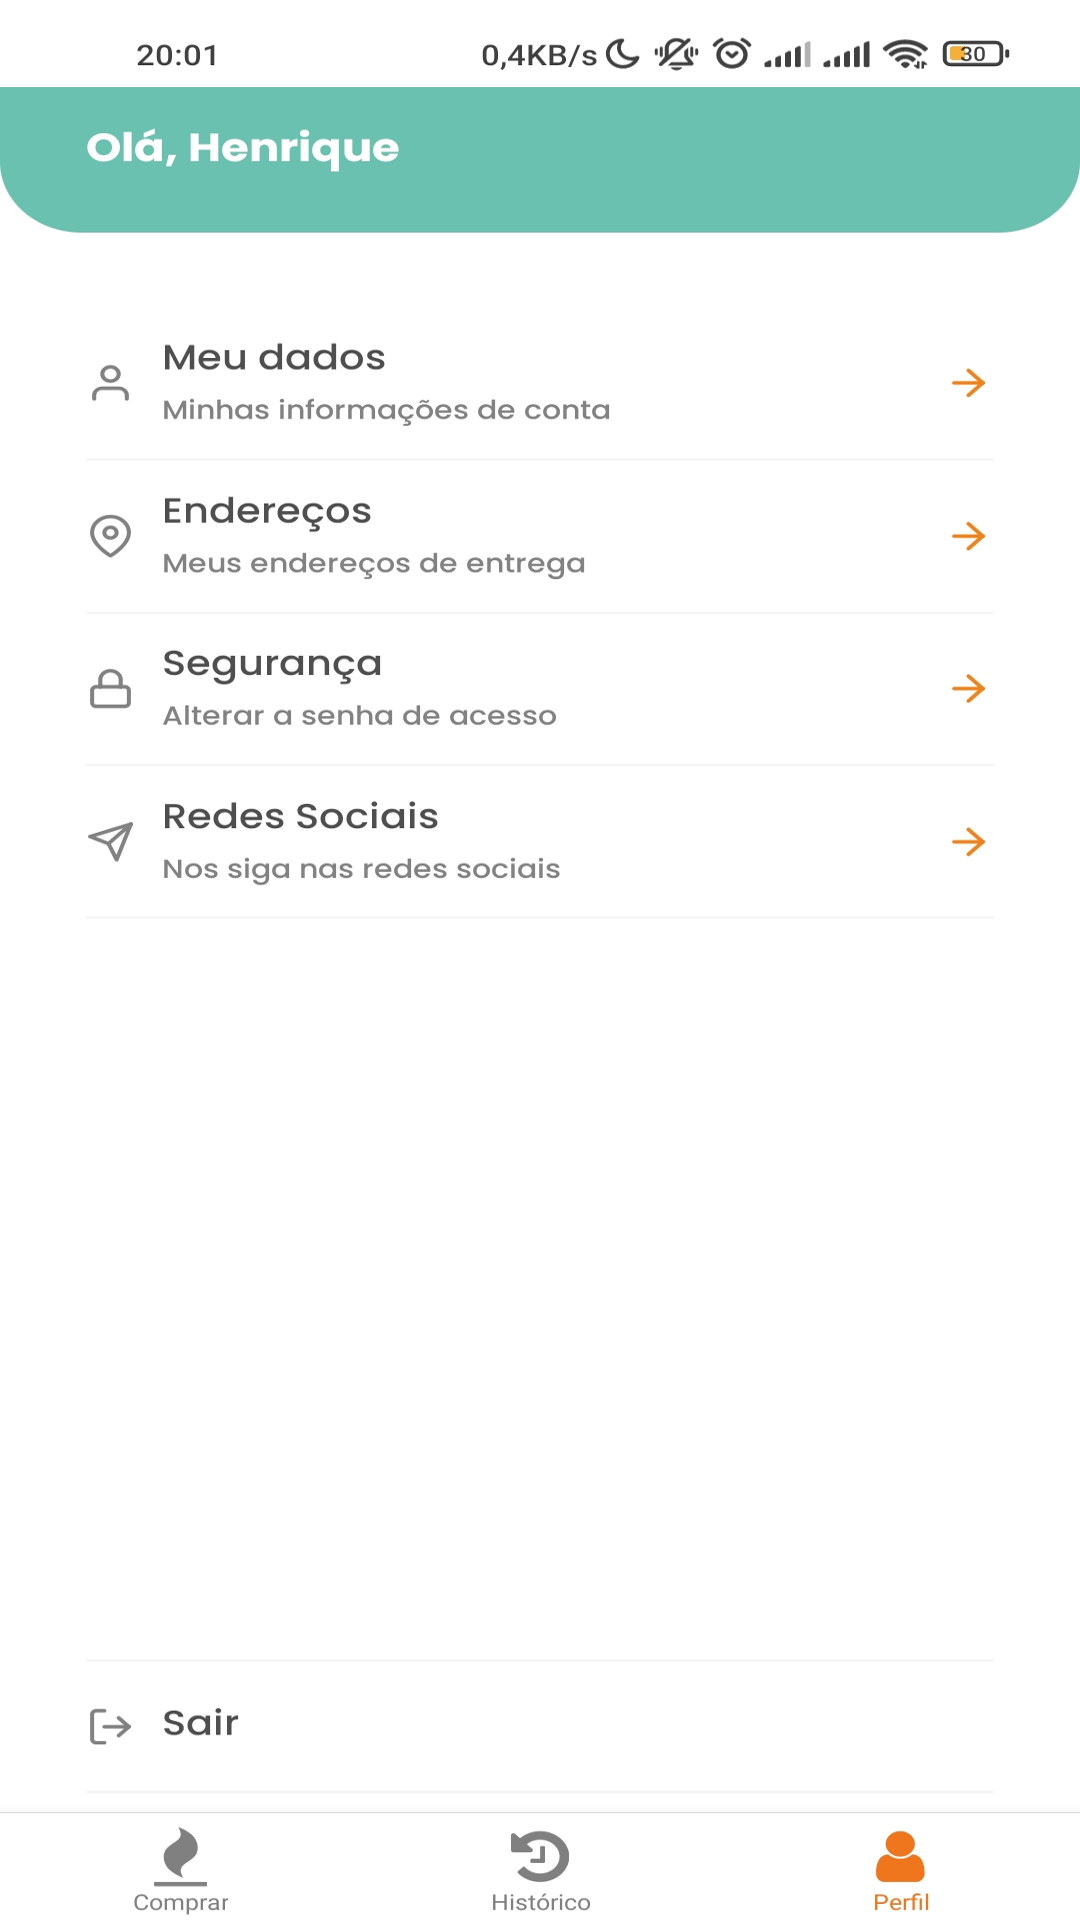 20:01 0,4KB/s 30
Olá, Henrique
Meu dados
Minhas informações de conta
Endereços
Meus endereços de entrega
Segurança
Alterar a senha de acesso
Redes Sociais
Nos siga nas redes sociais
Sair
Comprar Histórico Perfil